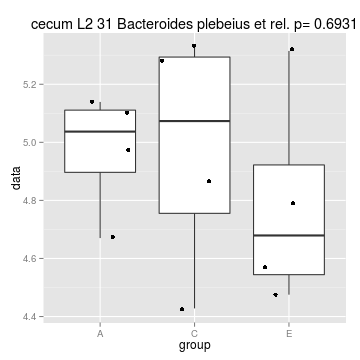 cecum L2 31 Bacteroides plebeius et rel. p= 0.6931
5.2
5.0
4.8
4.6
4.4
data
A C E
group